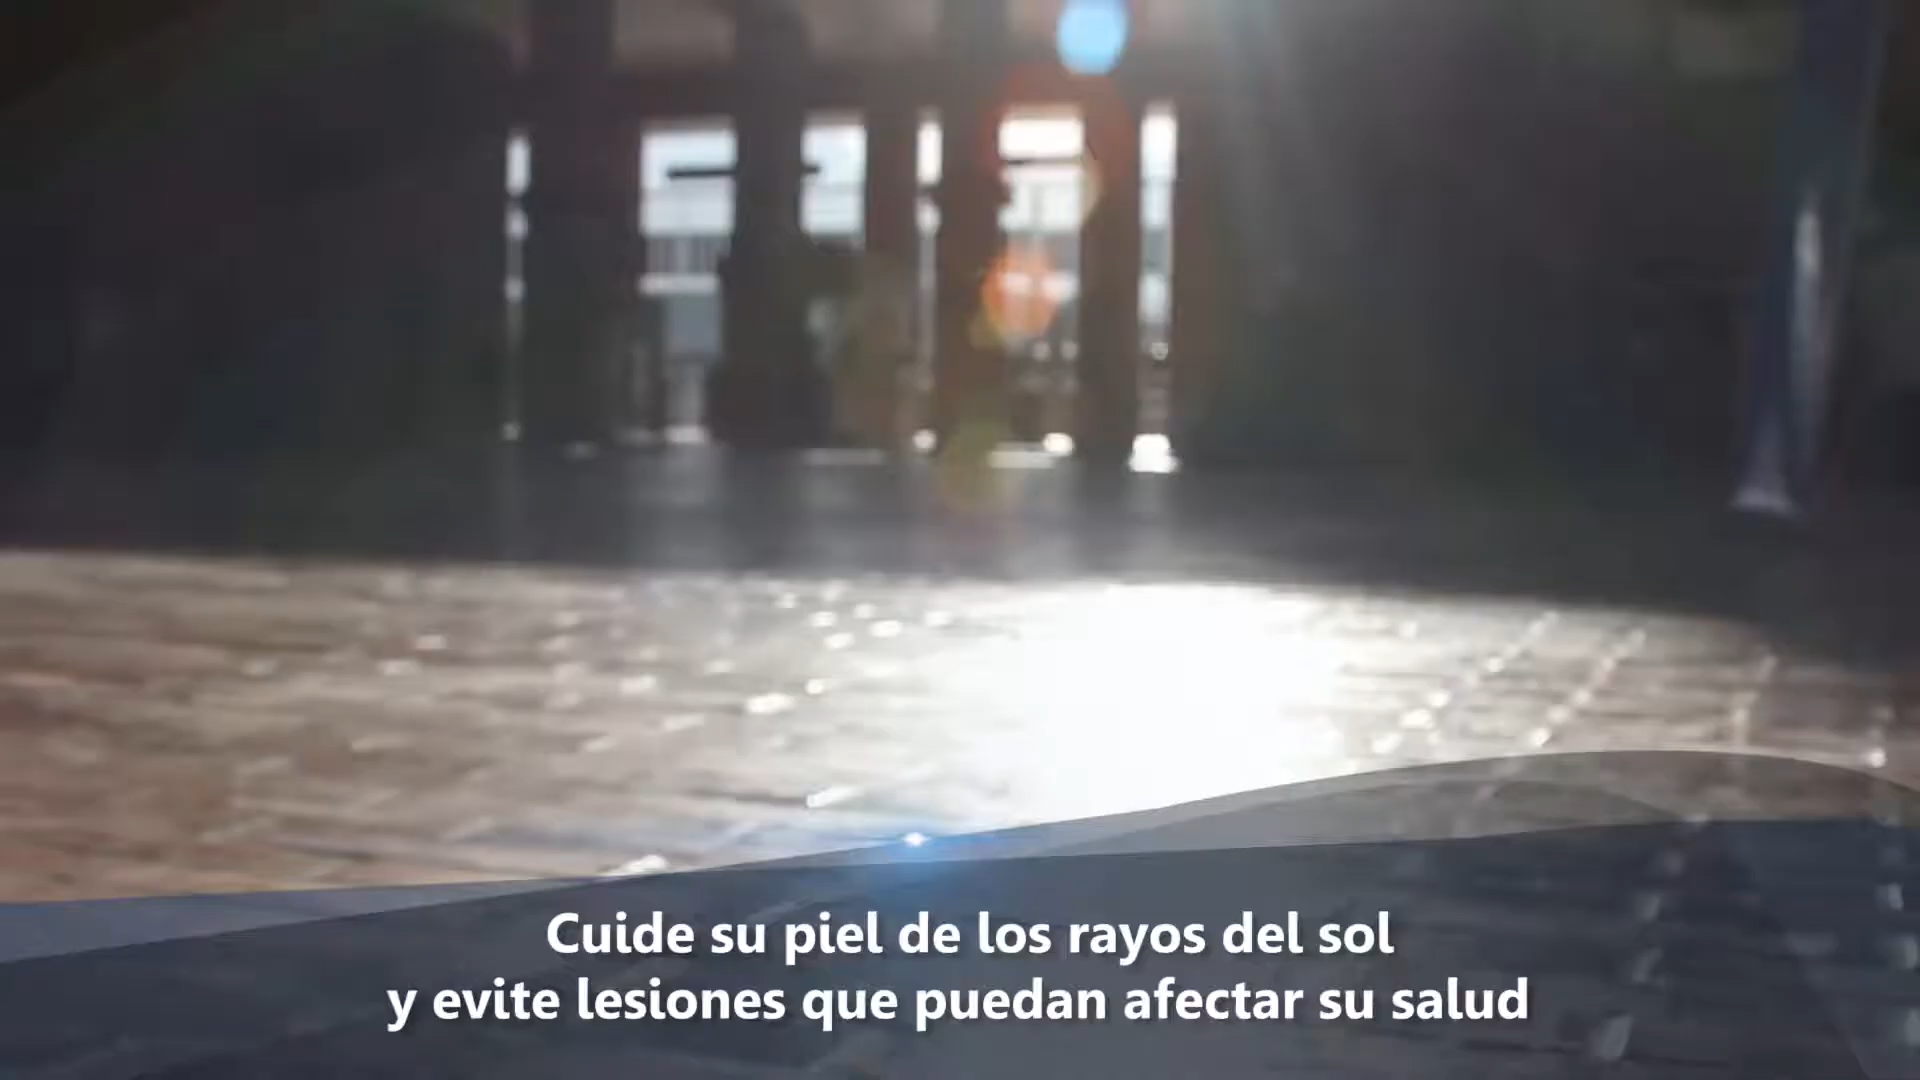 Cuide su piel de los rayos del sol
y evite lesiones que puedan afectar su salud